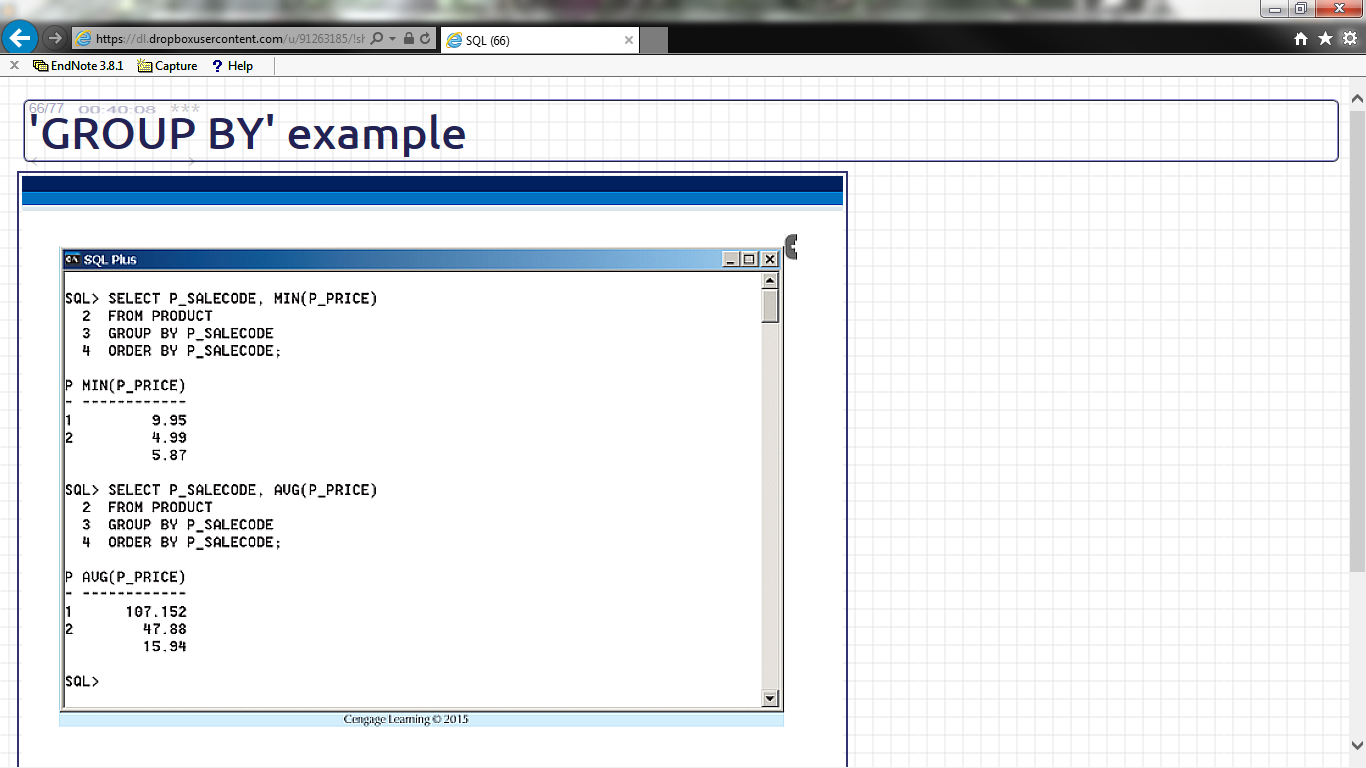 https://dl.dropboxusercontent.com/u/91263185/!sh
SQL (66)
EndNote 3.8.1 Capture ? Help
66/77 00:40:08 ***
'GROUP BY' example
< >
SQL Plus
SQL> SELECT P_SALECODE, MIN(P_PRICE)
2 FROM PRODUCT
3 GROUP BY P_SALECODE
4 ORDER BY P_SALECODE;
P MIN(P_PRICE)
- ------------
1 9.95
2 4.99
5.87
SQL> SELECT P_SALECODE, AVG(P_PRICE)
2 FROM PRODUCT
3 GROUP BY P_SALECODE
4 ORDER BY P_SALECODE;
P AVG(P_PRICE)
- ------------
1 107.152
2 47.88
15.94
SQL>
Cengage Learning © 2015